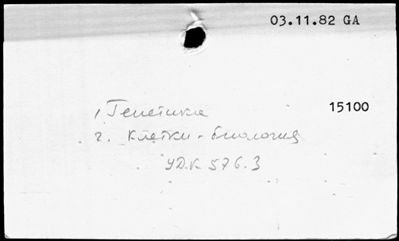 03.11.82 GA
15100
1 Генетика
2. Клетки - биология
УДК 576.3